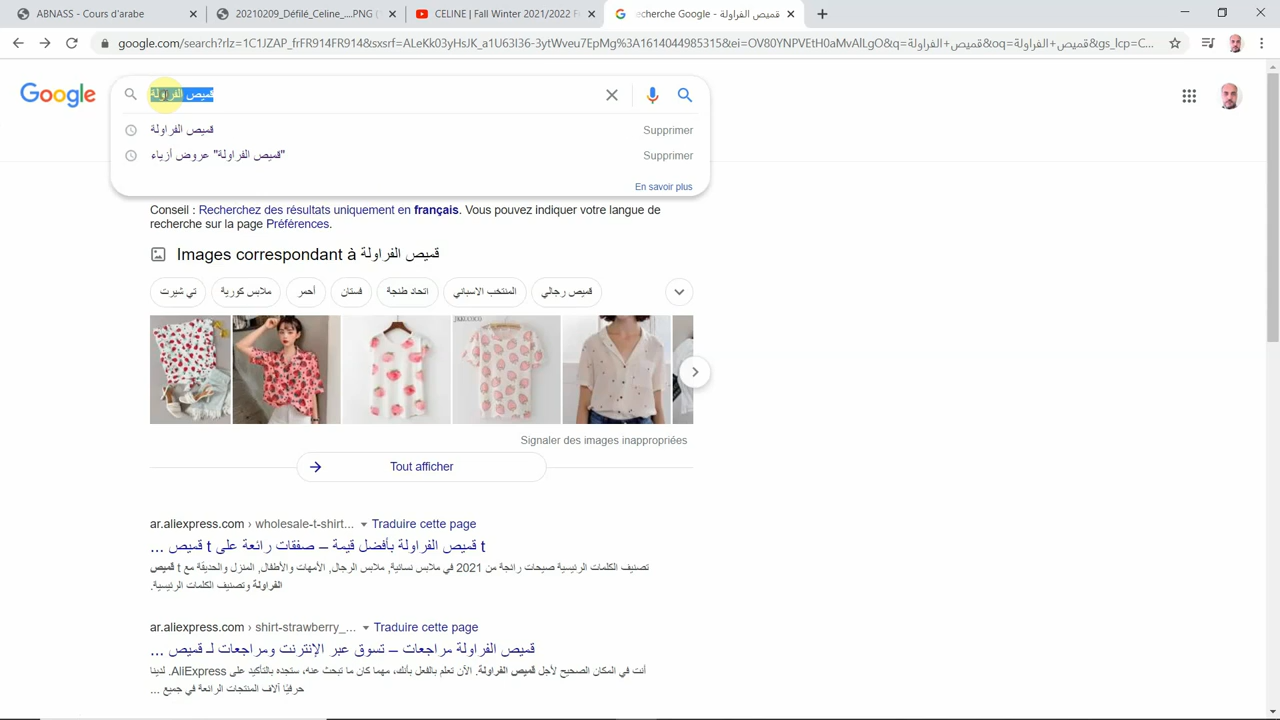 ABNASS - Cours d'arabe
20210209_Défilé_Celine_....PNG (
CELINE | Fall Winter 2021/2022 F
echerche Google - قميص الفراولة
google.com/search?rlz=1C1JZAP_frFR914FR914&sxsrf=ALeKk03yHsJK_a1U63I36-3ytWveu7EpMg%3A1614044985315&ei=OV80YNPVEtH0aMvAlLgO&q=قميص+الفراولة&oq=قميص+الفراولة&gs_lcp=C...
Google
قميص الفراولة
قميص الفراولة
Supprimer
"قميص الفراولة" عروض أزياء
Supprimer
En savoir plus
Conseil : Recherchez des résultats uniquement en français. Vous pouvez indiquer votre langue de
recherche sur la page Préférences.
Images correspondant à قميص الفراولة
تي شيرت
ملابس كورية
أحمر
فستان
اتحاد طنجة
المنتخب الاسباني
قميص رجالي
Signaler des images inappropriées
Tout afficher
ar.aliexpress.com › wholesale-t-shirt... Traduire cette page
t قميص الفراولة بأفضل قيمة – صفقات رائعة على t قميص ...
تصنيف الكلمات الرئيسية صيحات رائجة من 2021 في ملابس نسائية, ملابس الرجال, الأمهات والأطفال, المنزل والحديقة مع t قميص
الفراولة وتصنيف الكلمات الرئيسية.
ar.aliexpress.com › shirt-strawberry_... Traduire cette page
قميص الفراولة مراجعات – تسوق عبر الإنترنت ومراجعات لـ قميص ...
أنت في المكان الصحيح لأجل قميص الفراولة. الآن تعلم بالفعل بأنك، مهما كان ما تبحث عنه، ستجده بالتأكيد على AliExpress. لدينا
حرفيًا آلاف المنتجات الرائعة في جميع ...